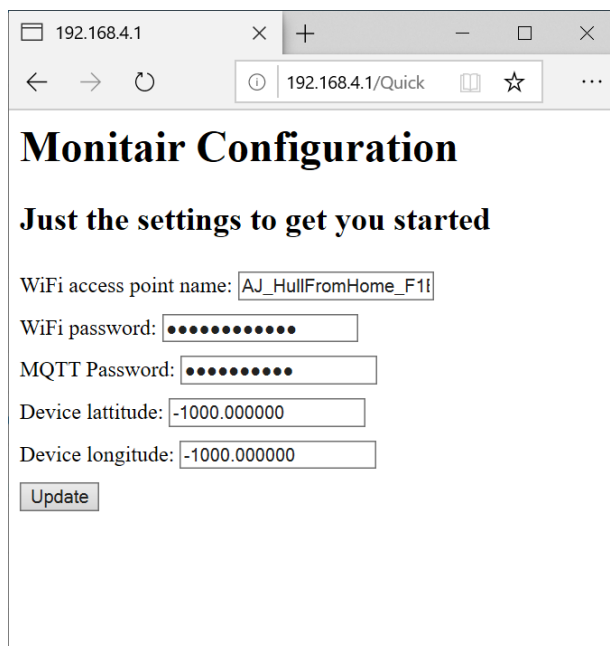 192.168.4.1
192.168.4.1/Quick
Monitair Configuration
Just the settings to get you started
WiFi access point name: AJ_HullFromHome_F1
WiFi password: ●●●●●●●●●●●●
MQTT Password: ●●●●●●●●●●
Device lattitude: -1000.000000
Device longitude: -1000.000000
Update